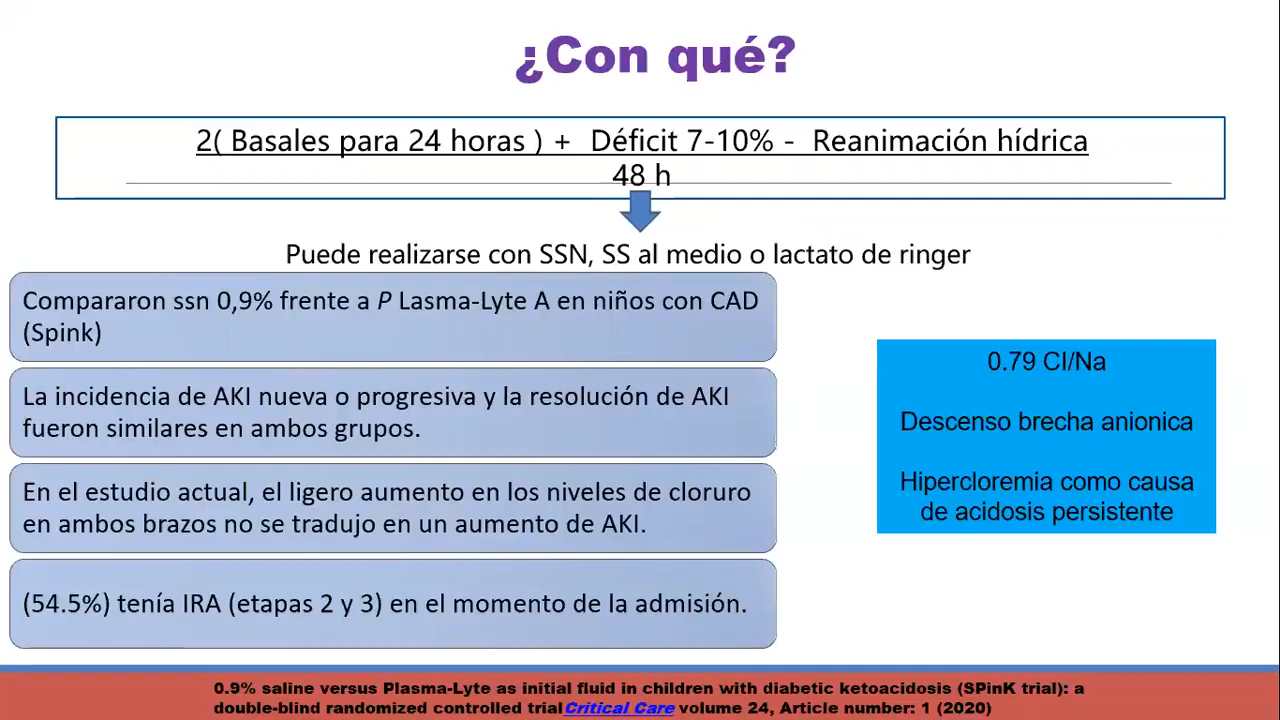 ¿Con qué?
2( Basales para 24 horas ) + Déficit 7-10% - Reanimación hídrica
48 h
Puede realizarse con SSN, SS al medio o lactato de ringer
Compararon ssn 0,9% frente a P Lasma-Lyte A en niños con CAD
(Spink)
La incidencia de AKI nueva o progresiva y la resolución de AKI
fueron similares en ambos grupos.
En el estudio actual, el ligero aumento en los niveles de cloruro
en ambos brazos no se tradujo en un aumento de AKI.
(54.5%) tenía IRA (etapas 2 y 3) en el momento de la admisión.
0.79 Cl/Na
Descenso brecha anionica
Hipercloremia como causa
de acidosis persistente
0.9% saline versus Plasma-Lyte as initial fluid in children with diabetic ketoacidosis (SPinK trial): a
double-blind randomized controlled trialCritical Care volume 24, Article number: 1 (2020)